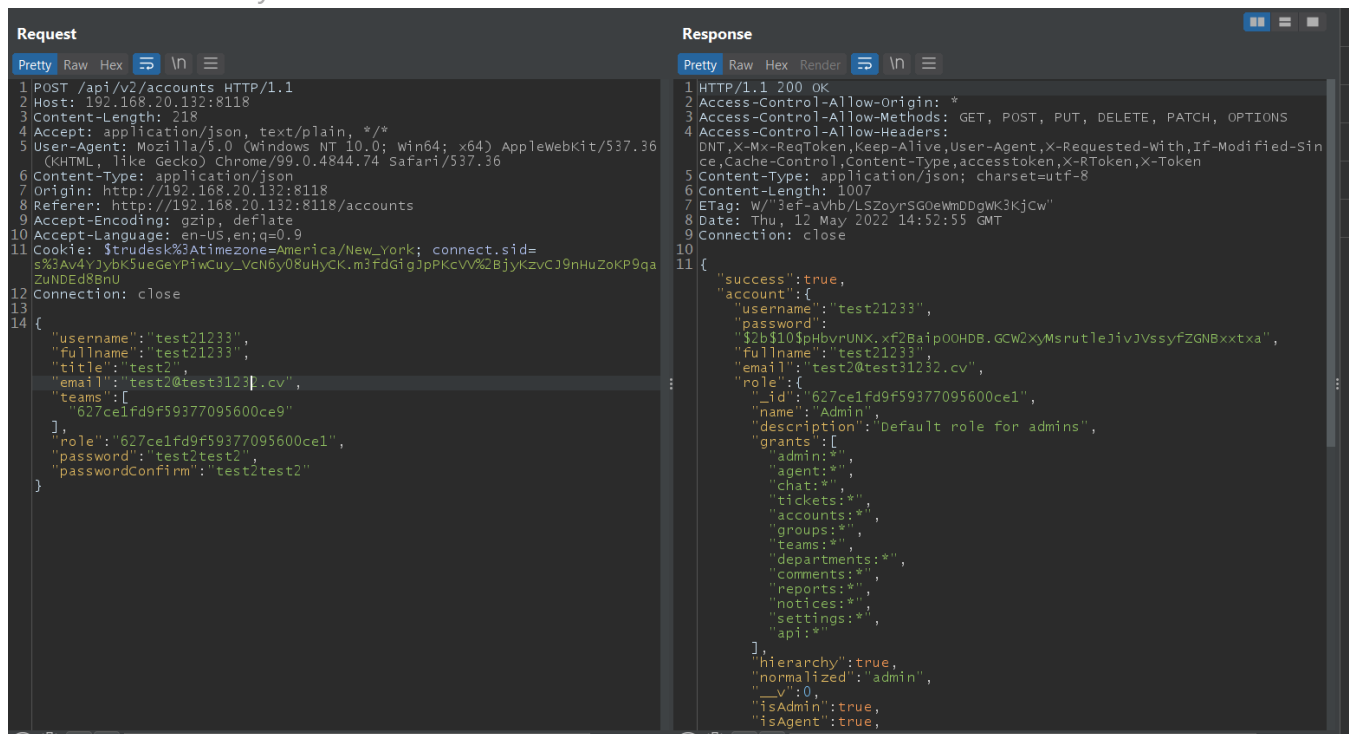 Request
Pretty Raw Hex \n
1 POST /api/v2/accounts HTTP/1.1
2 Host: 192.168.20.132:8118
3 Content-Length: 218
4 Accept: application/json, text/plain, */*
5 User-Agent: Mozilla/5.0 (Windows NT 10.0; Win64; x64) AppleWebKit/537.36
(KHTML, like Gecko) Chrome/99.0.4844.74 Safari/537.36
6 Content-Type: application/json
7 Origin: http://192.168.20.132:8118
8 Referer: http://192.168.20.132:8118/accounts
9 Accept-Encoding: gzip, deflate
10 Accept-Language: en-US,en;q=0.9
11 Cookie: $trudesk%3Atimezone=America/New_York; connect.sid=
s%3Av4YJybK5ueGeYPiwCuy_VcN6y08uHyCK.m3fdGigJpPKcVV%2BjyKzvCJ9nHuZoKP9qa
ZuNDEd8BnU
12 Connection: close
13
14 {
"username":"test21233",
"fullname":"test21233",
"title":"test2",
"email":"test2@test31232.cv",
"teams":[
"627ce1fd9f59377095600ce9"
],
"role":"627ce1fd9f59377095600ce1",
"password":"test2test2",
"passwordConfirm":"test2test2"
}
Response
Pretty Raw Hex Render \n
1 HTTP/1.1 200 OK
2 Access-Control-Allow-Origin: *
3 Access-Control-Allow-Methods: GET, POST, PUT, DELETE, PATCH, OPTIONS
4 Access-Control-Allow-Headers:
DNT,X-Mx-ReqToken,Keep-Alive,User-Agent,X-Requested-With,If-Modified-Sin
ce,Cache-Control,Content-Type,accesstoken,X-RToken,X-Token
5 Content-Type: application/json; charset=utf-8
6 Content-Length: 1007
7 ETag: W/"3ef-aVhb/LSZoyrSGOeWmDDgWK3KjCw"
8 Date: Thu, 12 May 2022 14:52:55 GMT
9 Connection: close
10
11 {
"success":true,
"account":{
"username":"test21233",
"password":
"$2b$10$pHbvrUNX.xf2BaipOOHDB.GCW2XyMsrutleJivJVssyfZGNBxxtxa",
"fullname":"test21233",
"email":"test2@test31232.cv",
"role":{
"_id":"627ce1fd9f59377095600ce1",
"name":"Admin",
"description":"Default role for admins",
"grants":[
"admin:*",
"agent:*",
"chat:*",
"tickets:*",
"accounts:*",
"groups:*",
"teams:*",
"departments:*",
"comments:*",
"reports:*",
"notices:*",
"settings:*",
"api:*"
],
"hierarchy":true,
"normalized":"admin",
"__v":0,
"isAdmin":true,
"isAgent":true,